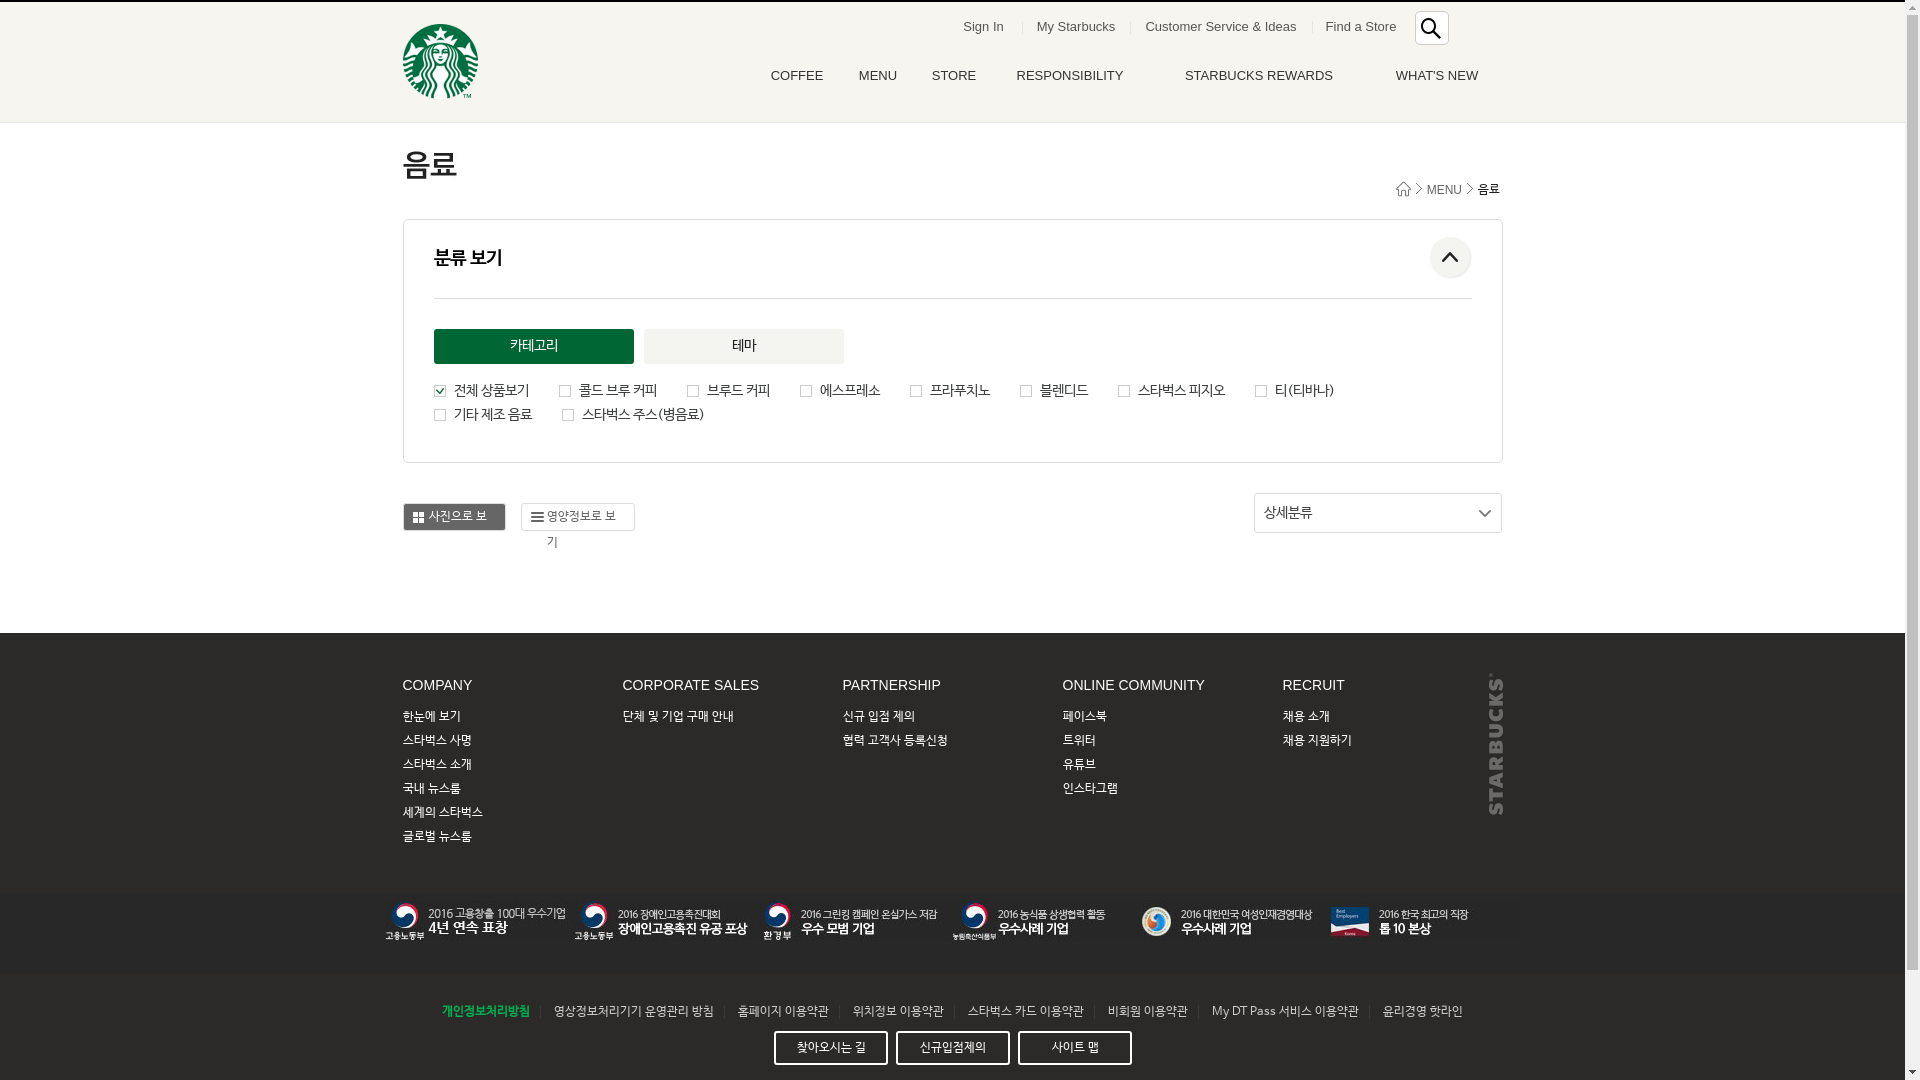 Sign In
My Starbucks
Customer Service & Ideas
Find a Store
COFFEE
MENU
STORE
RESPONSIBILITY
STARBUCKS REWARDS
WHAT'S NEW
TM
음료
MENU
음료
분류 보기
카테고리
테마
전체 상품보기
콜드 브루 커피
브루드 커피
에스프레소
프라푸치노
블렌디드
스타벅스 피지오
티(티바나)
기타 제조 음료
스타벅스 주스(병음료)
사진으로 보
영양정보로 보
기
상세분류
COMPANY
한눈에 보기
스타벅스 사명
스타벅스 소개
국내 뉴스룸
세계의 스타벅스
글로벌 뉴스룸
CORPORATE SALES
단체 및 기업 구매 안내
PARTNERSHIP
신규 입점 제의
협력 고객사 등록신청
ONLINE COMMUNITY
페이스북
트위터
유튜브
인스타그램
RECRUIT
채용 소개
채용 지원하기
STARBUCKS
고용노동부
2016 고용창출 100대 우수기업
4년 연속 표창
고용노동부
2016 장애인고용촉진대회
장애인고용촉진 유공 포상
환경부
2016 그린킹 캠페인 온실가스 저감
우수 모범 기업
농림축산식품부
2016 농식품 상생협력 활동
우수사례 기업
2016 대한민국 여성인재경영대상
우수사례 기업
Best
Employers
Korea
2016 한국 최고의 직장
톱 10 본상
개인정보처리방침
영상정보처리기기 운영관리 방침
홈페이지 이용약관
위치정보 이용약관
스타벅스 카드 이용약관
비회원 이용약관
My DT Pass 서비스 이용약관
윤리경영 핫라인
찾아오시는 길
신규입점제의
사이트 맵